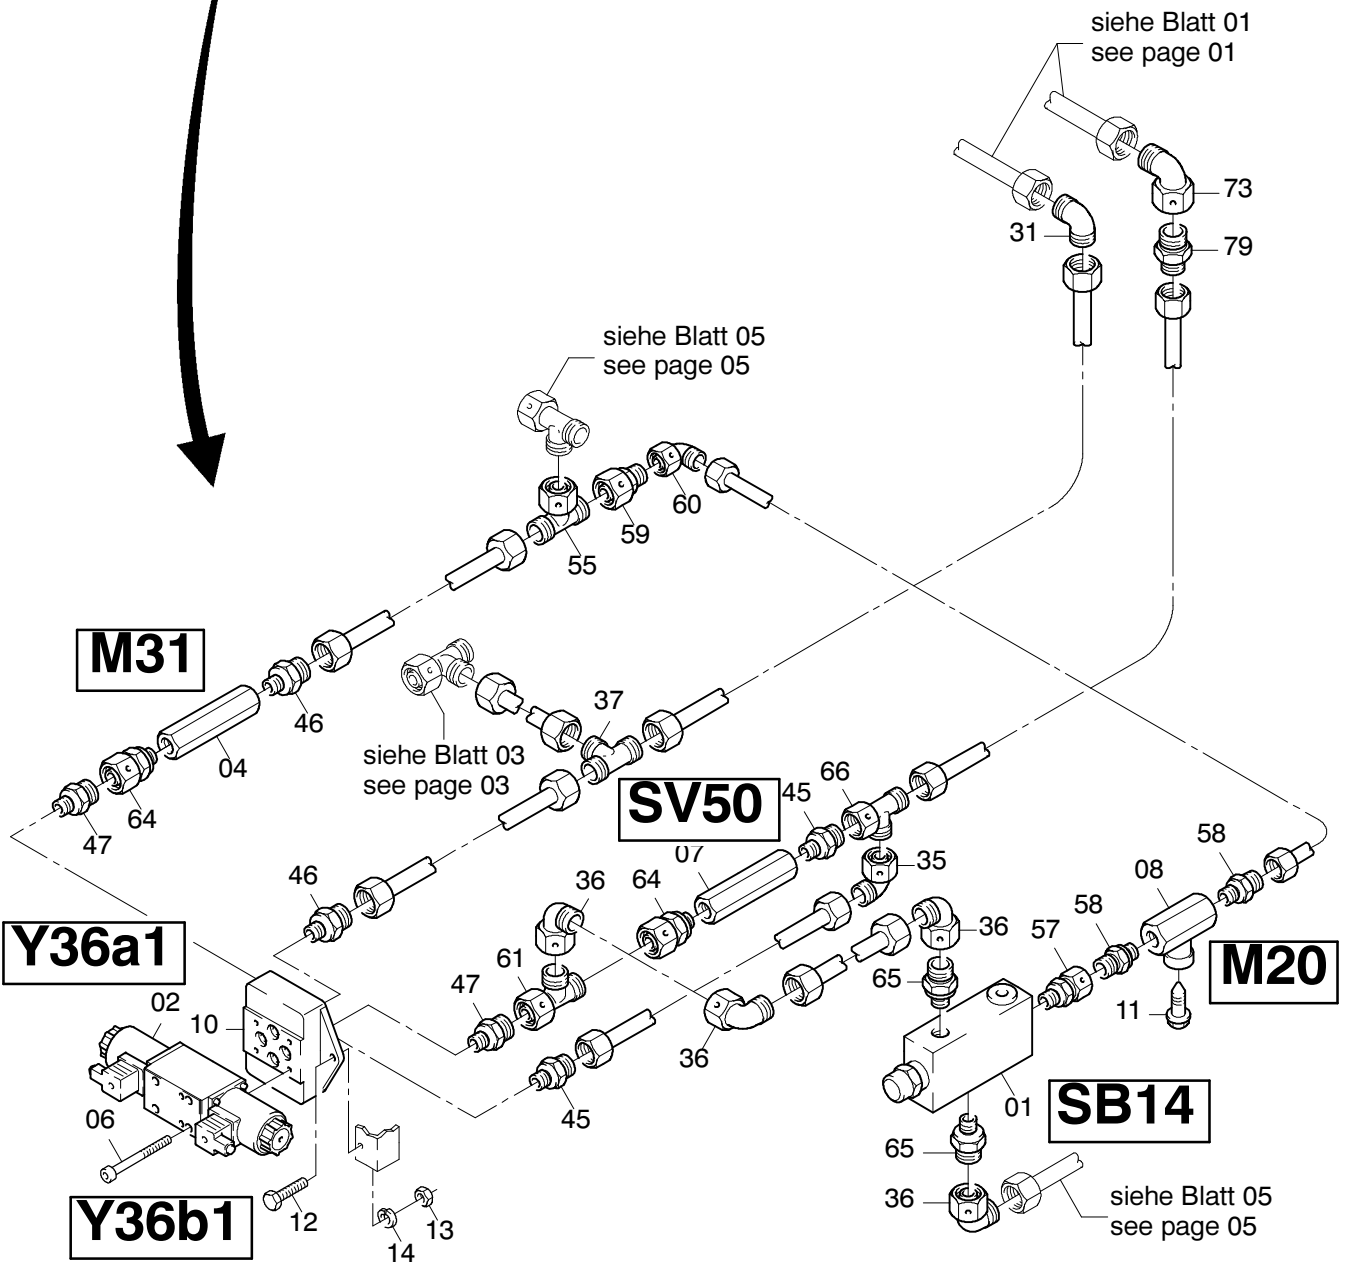 siehe Blatt 01
see page 01
73
31
79
siehe Blatt 05
see page 05
60
59
55
M31
46
37
04
siehe Blatt 03
see page 03
66
SV50
45
64
47
07
35
58
08
46
36
64
36
58
57
Y36a1
61
M20
65
47
02
10
11
36
01
SB14
06
45
65
36
siehe Blatt 05
see page 05
Y36b1
12
13
14